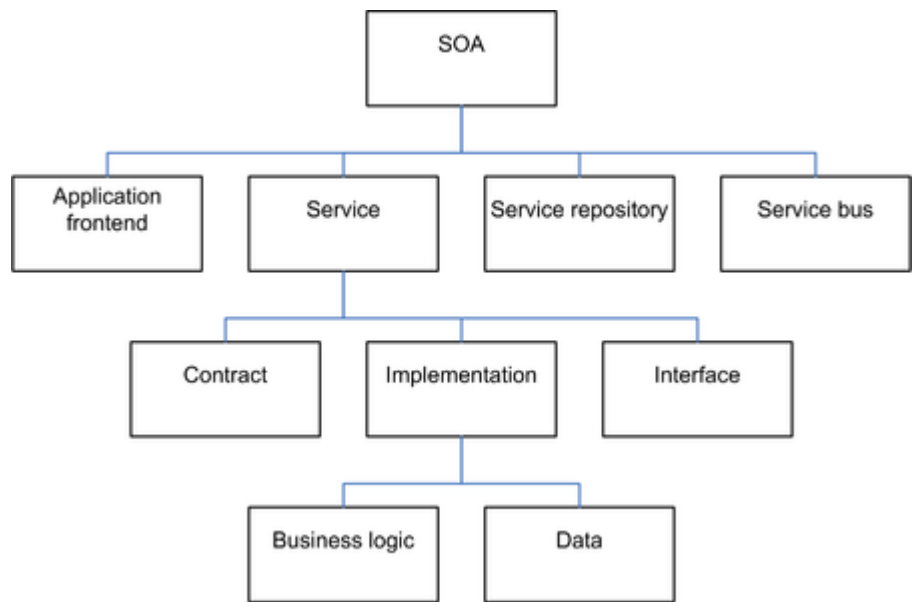 SOA
Application
frontend
Service
Service repository
Service bus
Contract
Implementation
Interface
Business logic
Data